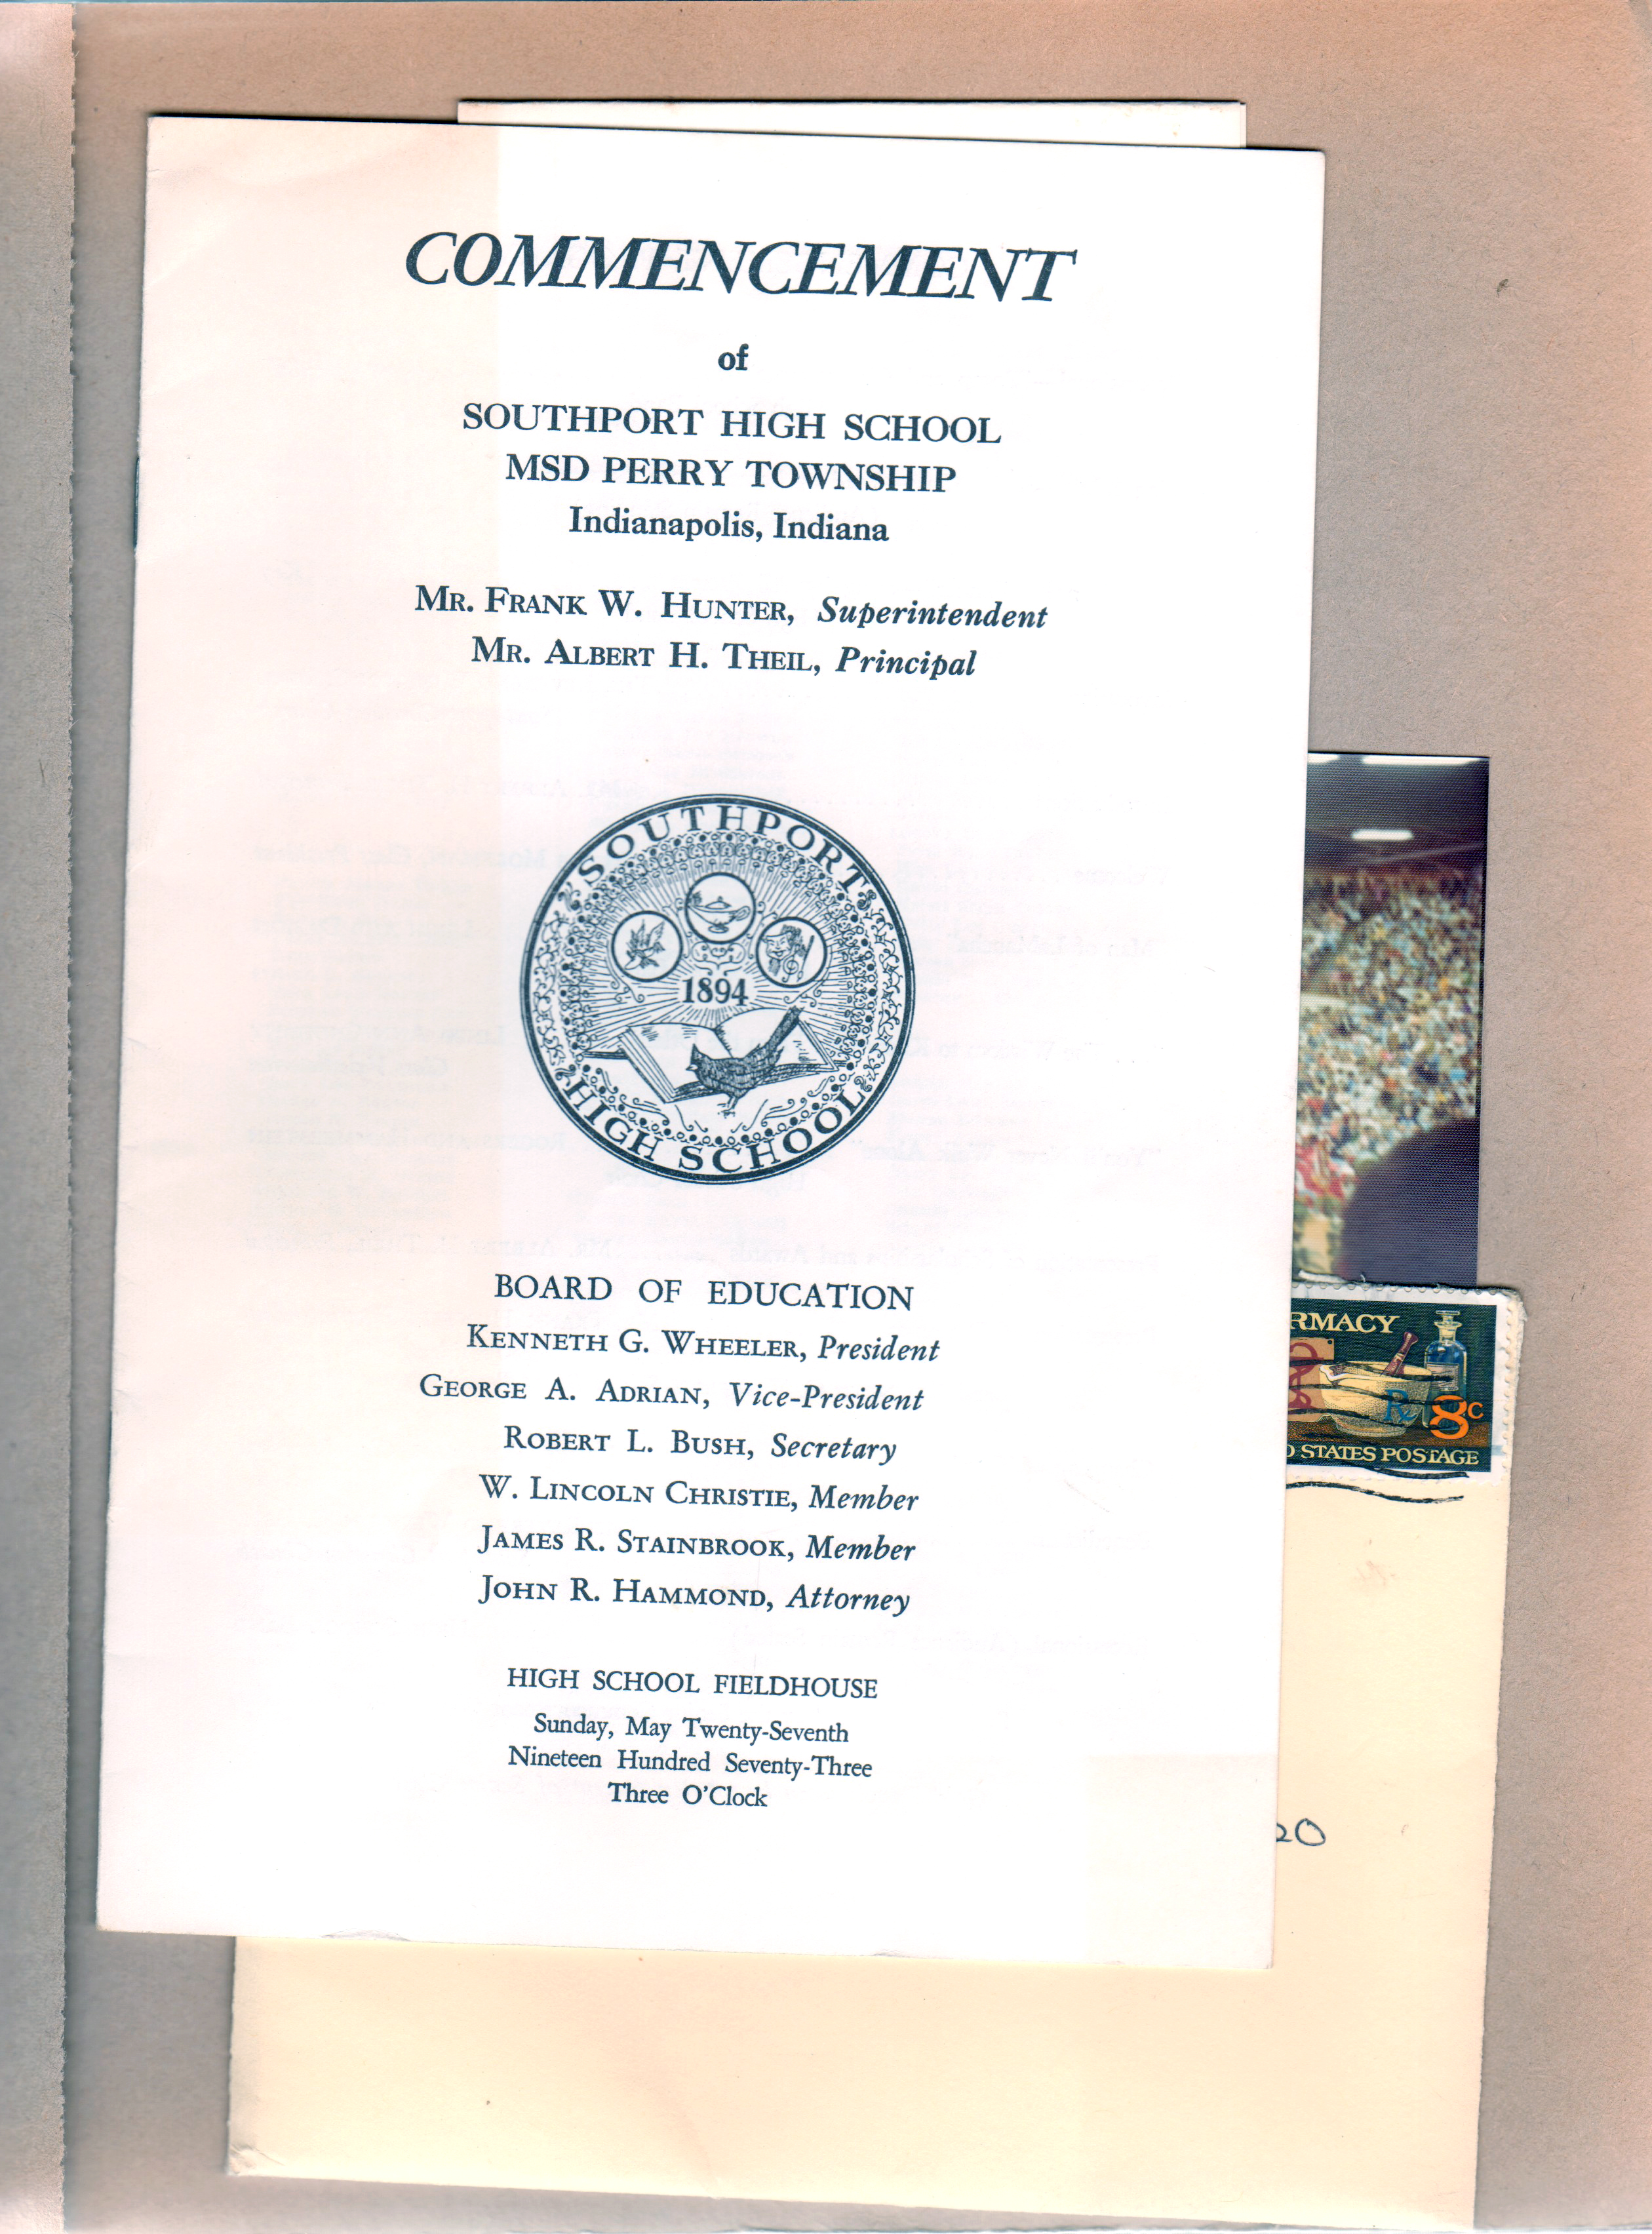 COMMENCEMENT
of
SOUTHPORT HIGH SCHOOL
MSD PERRY TOWNSHIP
Indianapolis, Indiana
MR. FRANK W. HUNTER, Superintendent
MR. ALBERT H. THEIL, Principal
SOUTHPORT
1894
HIGH SCHOOL
BOARD OF EDUCATION
KENNETH G. WHEELER, President
GEORGE A. ADRIAN, Vice-President
ROBERT L. BUSH, Secretary
W. LINCOLN CHRISTIE, Member
JAMES R. STAINBROOK, Member
JOHN R. HAMMOND, Attorney
HIGH SCHOOL FIELDHOUSE
Sunday, May Twenty-Seventh
Nineteen Hundred Seventy-Three
Three O'Clock
RMACY
Rx 8c
D STATES POSTAGE
20